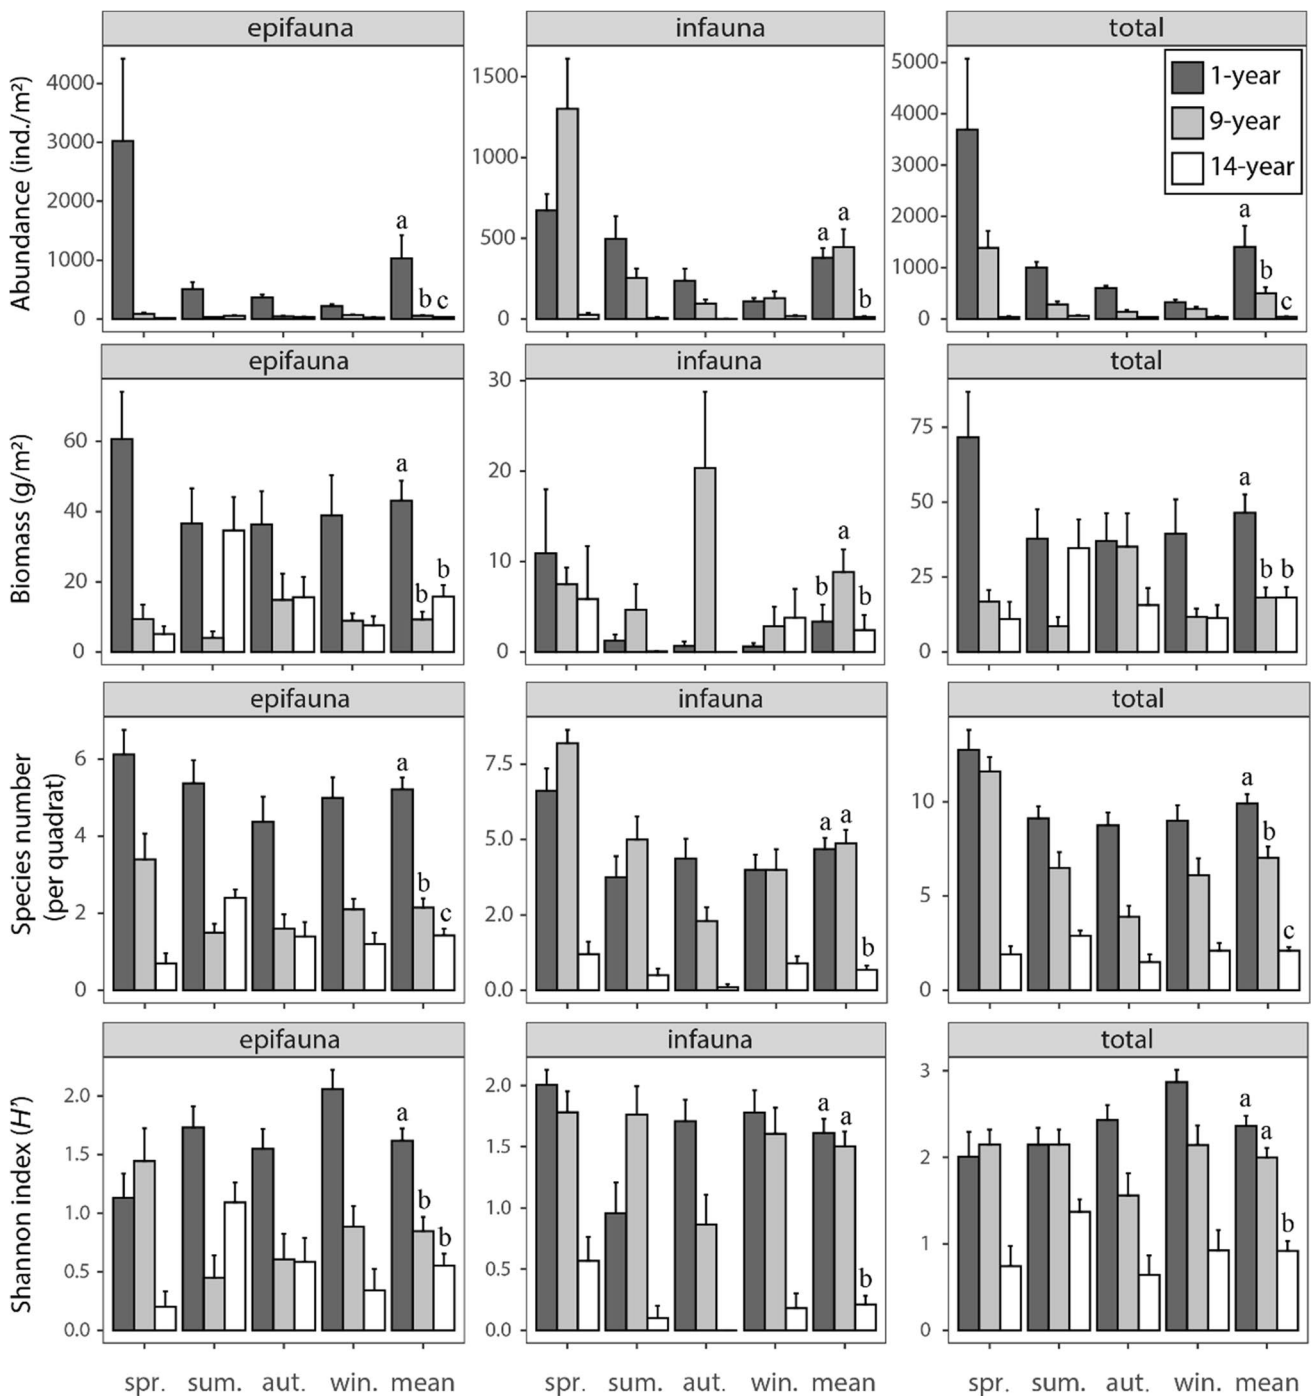 epifauna infauna total
Abundance (ind./m²)
4000
3000
2000
1000
0
a
b c
1500
1000
500
0
a a
b
5000
4000
3000
2000
1000
0
1-year
9-year
14-year
a
b
c
epifauna infauna total
Biomass (g/m²)
60
40
20
0
a
b b
30
20
10
0
b a b
75
50
25
0
a
b b
epifauna infauna total
Species number
(per quadrat)
6
4
2
0
a
b
c
7.5
5.0
2.0
0.0
a a
b
10
5
0
a
b
c
epifauna infauna total
Shannon index (H')
2.0
1.5
1.0
0.5
0.0
a
b
b
2.0
1.5
1.0
0.5
0.0
a a
b
3
2
1
0
a
a
b
spr. sum. aut. win. mean spr. sum. aut. win. mean spr. sum. aut. win. mean